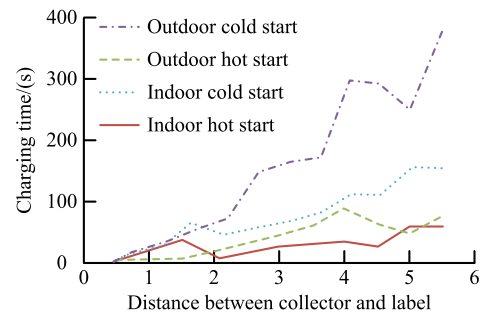 400
300
200
100
0
Charging time/(s)
Outdoor cold start
Outdoor hot start
Indoor cold start
Indoor hot start
0 1 2 3 4 5 6
Distance between collector and label